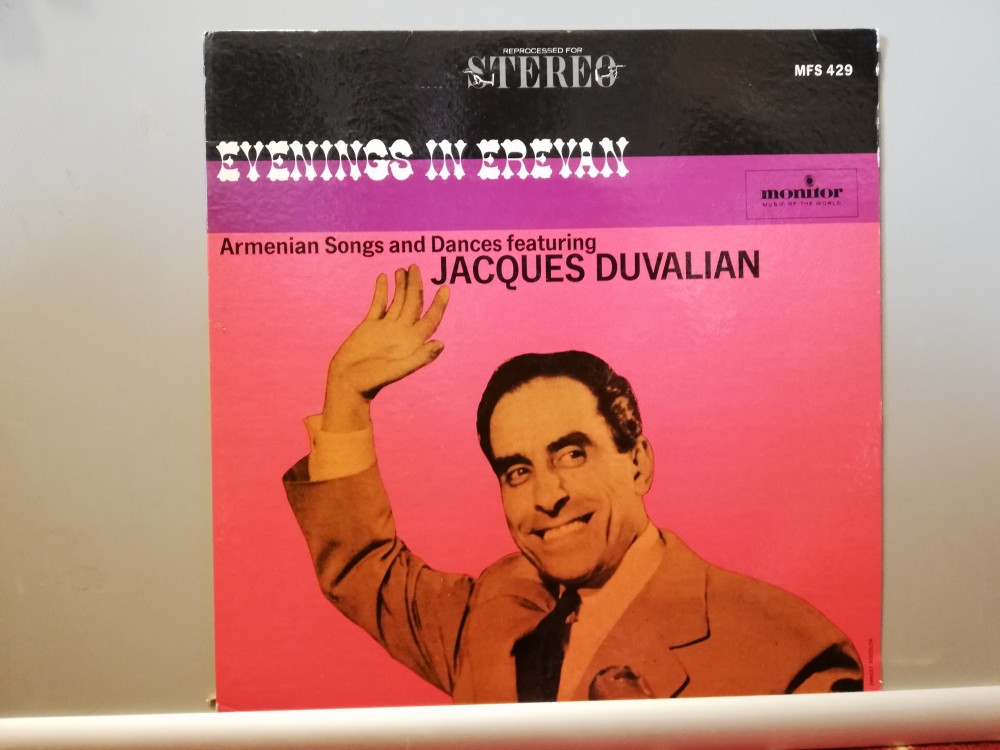 REPROCESSED FOR
STEREO
MFS 429
EVENINGS IN EREVAN
monitor
MUSIC OF THE WORLD
Armenian Songs and Dances featuring
JACQUES DUVALIAN